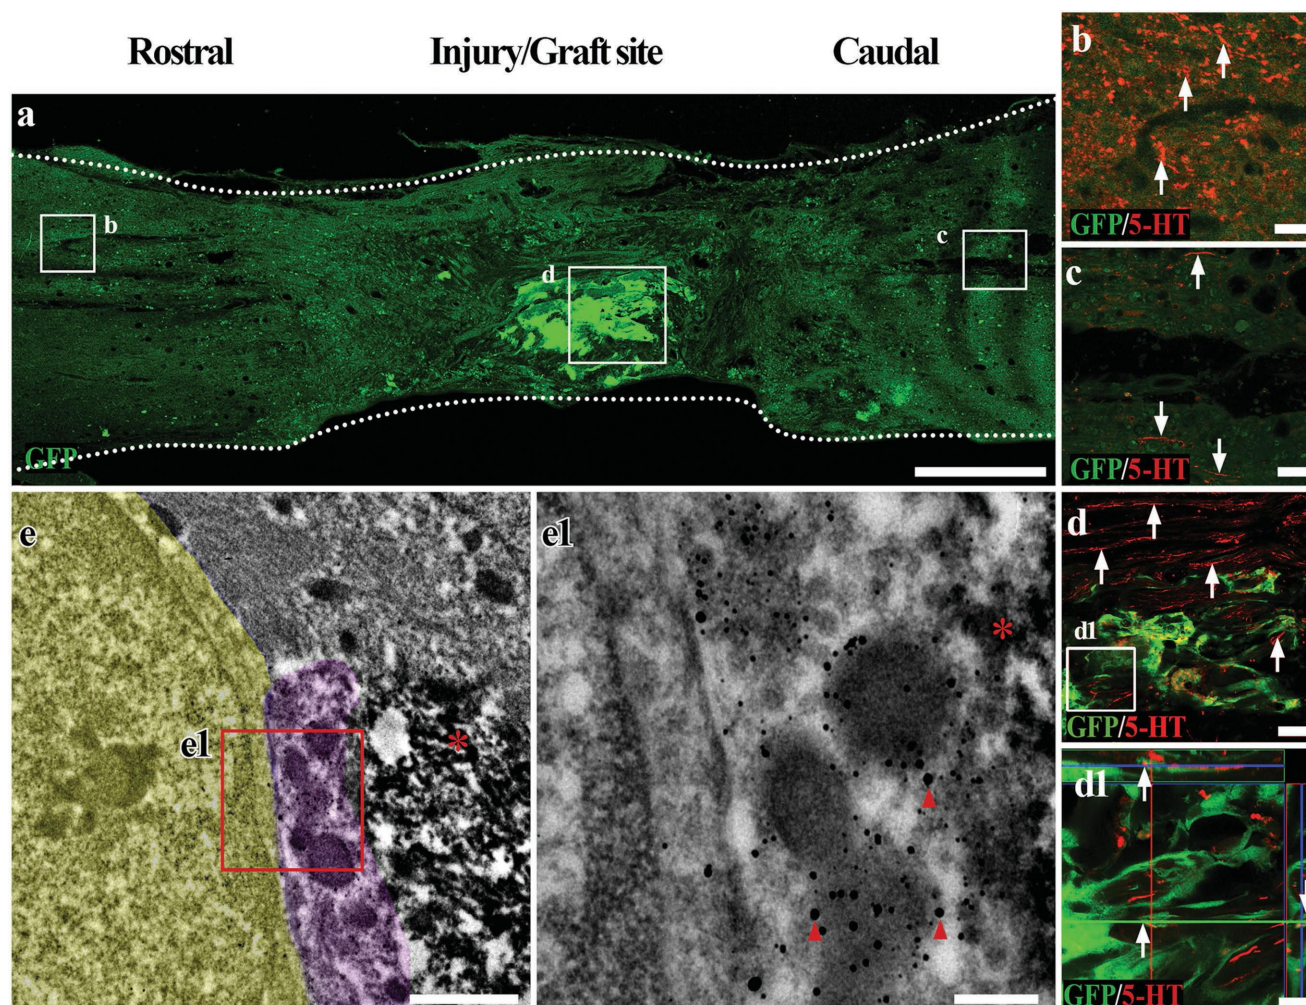 Rostral Injury/Graft site Caudal
a
b
c
d
GFP
b
GFP/5-HT
c
GFP/5-HT
d
d1
GFP/5-HT
d1
GFP/5-HT
e
e1
*
e1
*